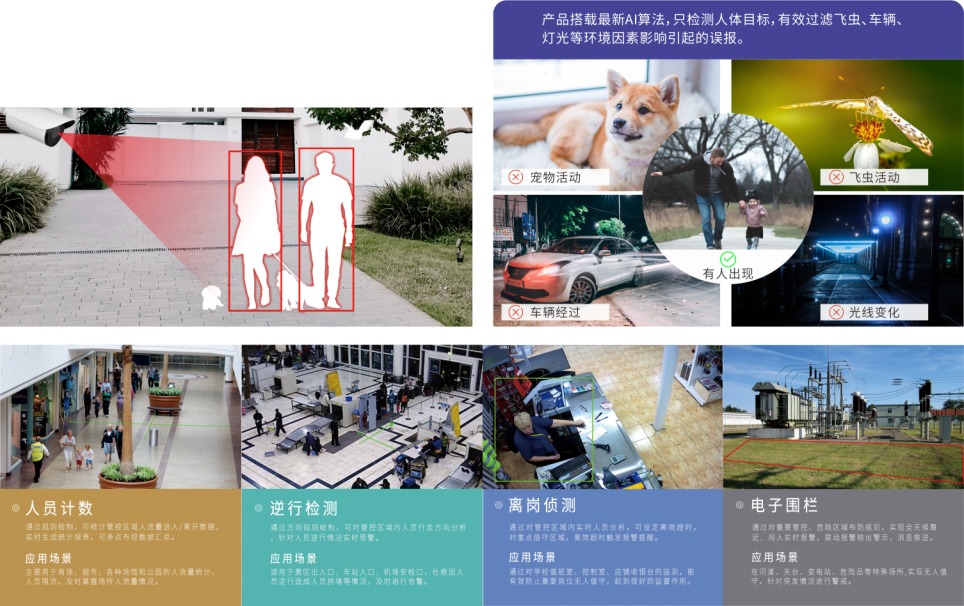 产品搭载最新AI算法,只检测人体目标,有效过滤飞虫、车辆、
灯光等环境因素影响引起的误报。
宠物活动
飞虫活动
有人出现
车辆经过
光线变化
人员计数
通过规则绘制,可统计管控区域人流量进入/离开数据,
实时生成统计报表,可多点布控数据汇总。
应用场景
主要用于商场、超市、各种场馆和公园的人流量统计、
人员限流。及时掌握场所人流量情况。
逆行检测
通过方向规则绘制,可对管控区域内人员行走方向分析
,针对人员逆行情况实时预警。
应用场景
适用于景区出入口、车站入口、机场安检口,杜绝因人
员逆行造成人员拥堵等情况。及时进行告警。
离岗侦测
通过对管控区域内实时人员分析,可设定离岗超时,
对重点值守区域,离岗超时触发报警提醒。
应用场景
通过对学校值班室、控制室、店铺收银台的监测,能
有效防止重要岗位无人值守。起到很好的监督作用。
电子围栏
通过对重要管控、危险区域布防规则,实现全天候靠
近、闯入实时报警,联动报警输出警示,消息推送。
应用场景
在河道、天台、变电站、危险品等特殊场所,实现无人值
守。针对突发情况进行警戒。